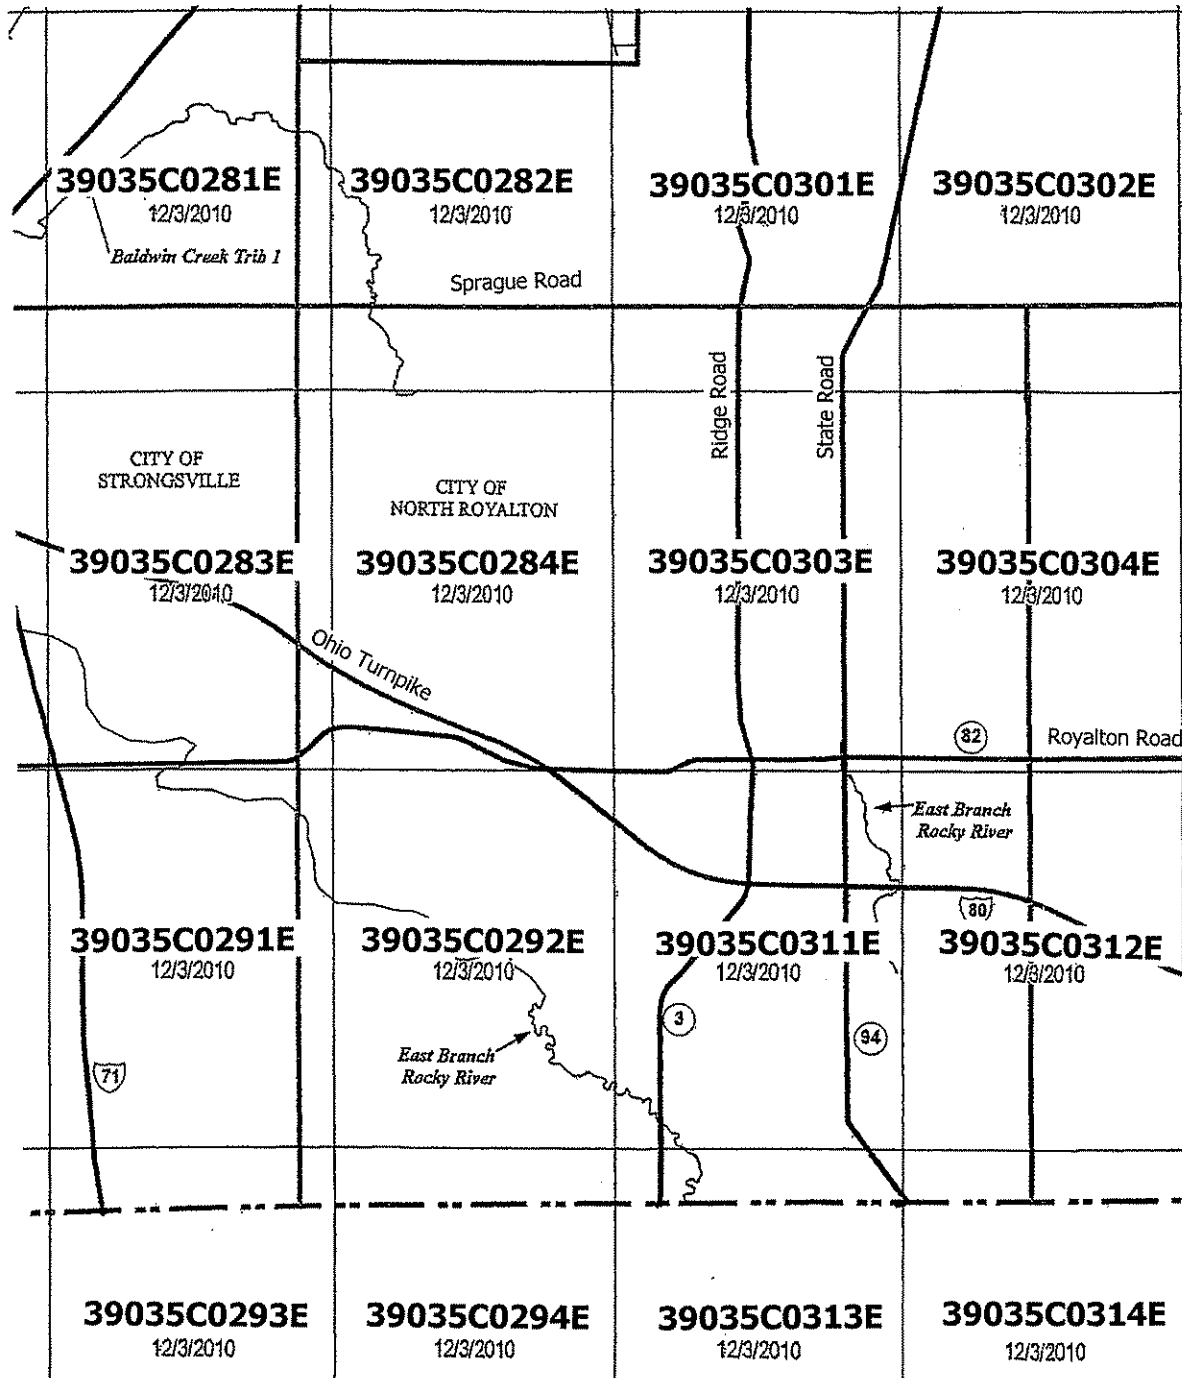 39035C0281E
12/3/2010
39035C0282E
12/3/2010
39035C0301E
12/3/2010
39035C0302E
12/3/2010
Baldwin Creek Trib 1
Sprague Road
Ridge Road
State Road
CITY OF
STRONGSVILLE
CITY OF
NORTH ROYALTON
39035C0283E
12/3/2010
39035C0284E
12/3/2010
39035C0303E
12/3/2010
39035C0304E
12/3/2010
Ohio Turnpike
82
Royalton Road
East Branch
Rocky River
80
39035C0291E
12/3/2010
39035C0292E
12/3/2010
39035C0311E
12/3/2010
39035C0312E
12/3/2010
3
94
East Branch
Rocky River
71
39035C0293E
12/3/2010
39035C0294E
12/3/2010
39035C0313E
12/3/2010
39035C0314E
12/3/2010